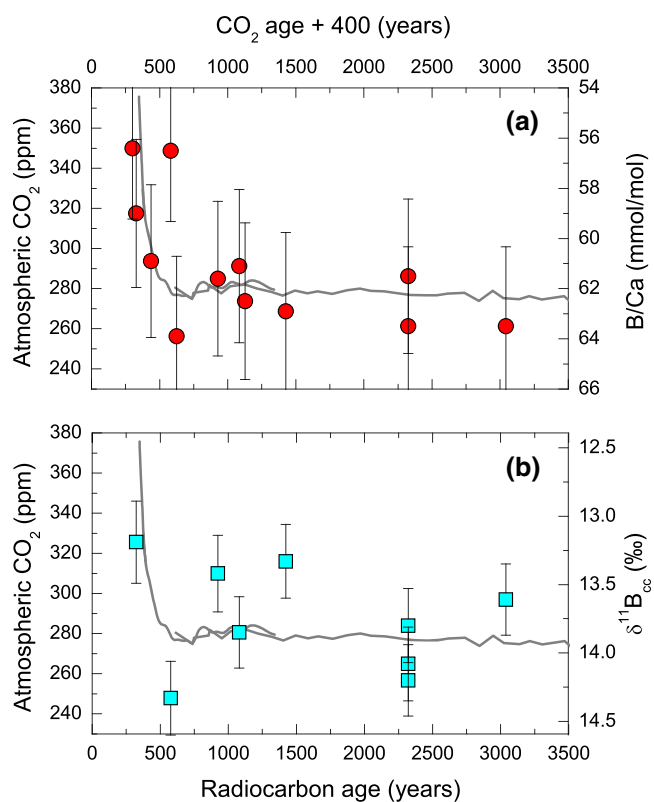 CO₂ age + 400 (years)
0 500 1000 1500 2000 2500 3000 3500
380 54
(a)
360 56
340 58
320
300 60
280 62
260 64
240 66
Atmospheric CO₂ (ppm)
B/Ca (mmol/mol)
380 12.5
(b)
360 13.0
340
320 13.5
300
280 14.0
260
240 14.5
Atmospheric CO₂ (ppm)
δ¹¹B꜀꜀ (‰)
0 500 1000 1500 2000 2500 3000 3500
Radiocarbon age (years)